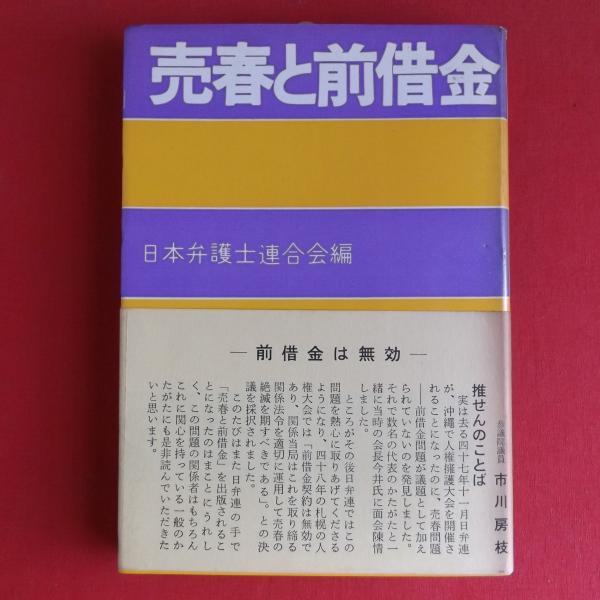 売春と前借金
日本弁護士連合会編
―前借金は無効―
推せんのことば
参議院議員 市川房枝
実は去る四十七年十一月日弁連
が、沖縄で人権擁護大会を開催さ
れることになったのに、売春問題
―前借金問題が議題として加え
られていないのを発見しました。
それで数名の代表のかたがたと一
緒に当時の会長今井氏に面会陳情
しました。
ところがその後日弁連ではこの
問題を熱心に取りあげてくださる
ようになり、四十八年の札幌の人
権大会では「前借金契約は無効で
あり、関係当局はこれを取り締る
関係法令を適切に運用して売春の
絶滅を期すべきである」との決
議を採択されました。
このたびはまた日弁連の手で
「売春と前借金」を出版されるこ
とになったのはまことにうれし
く、この問題の関係者はもちろん
これに関心を持っている一般のか
たがたにも是非読んでいただきた
いと思います。